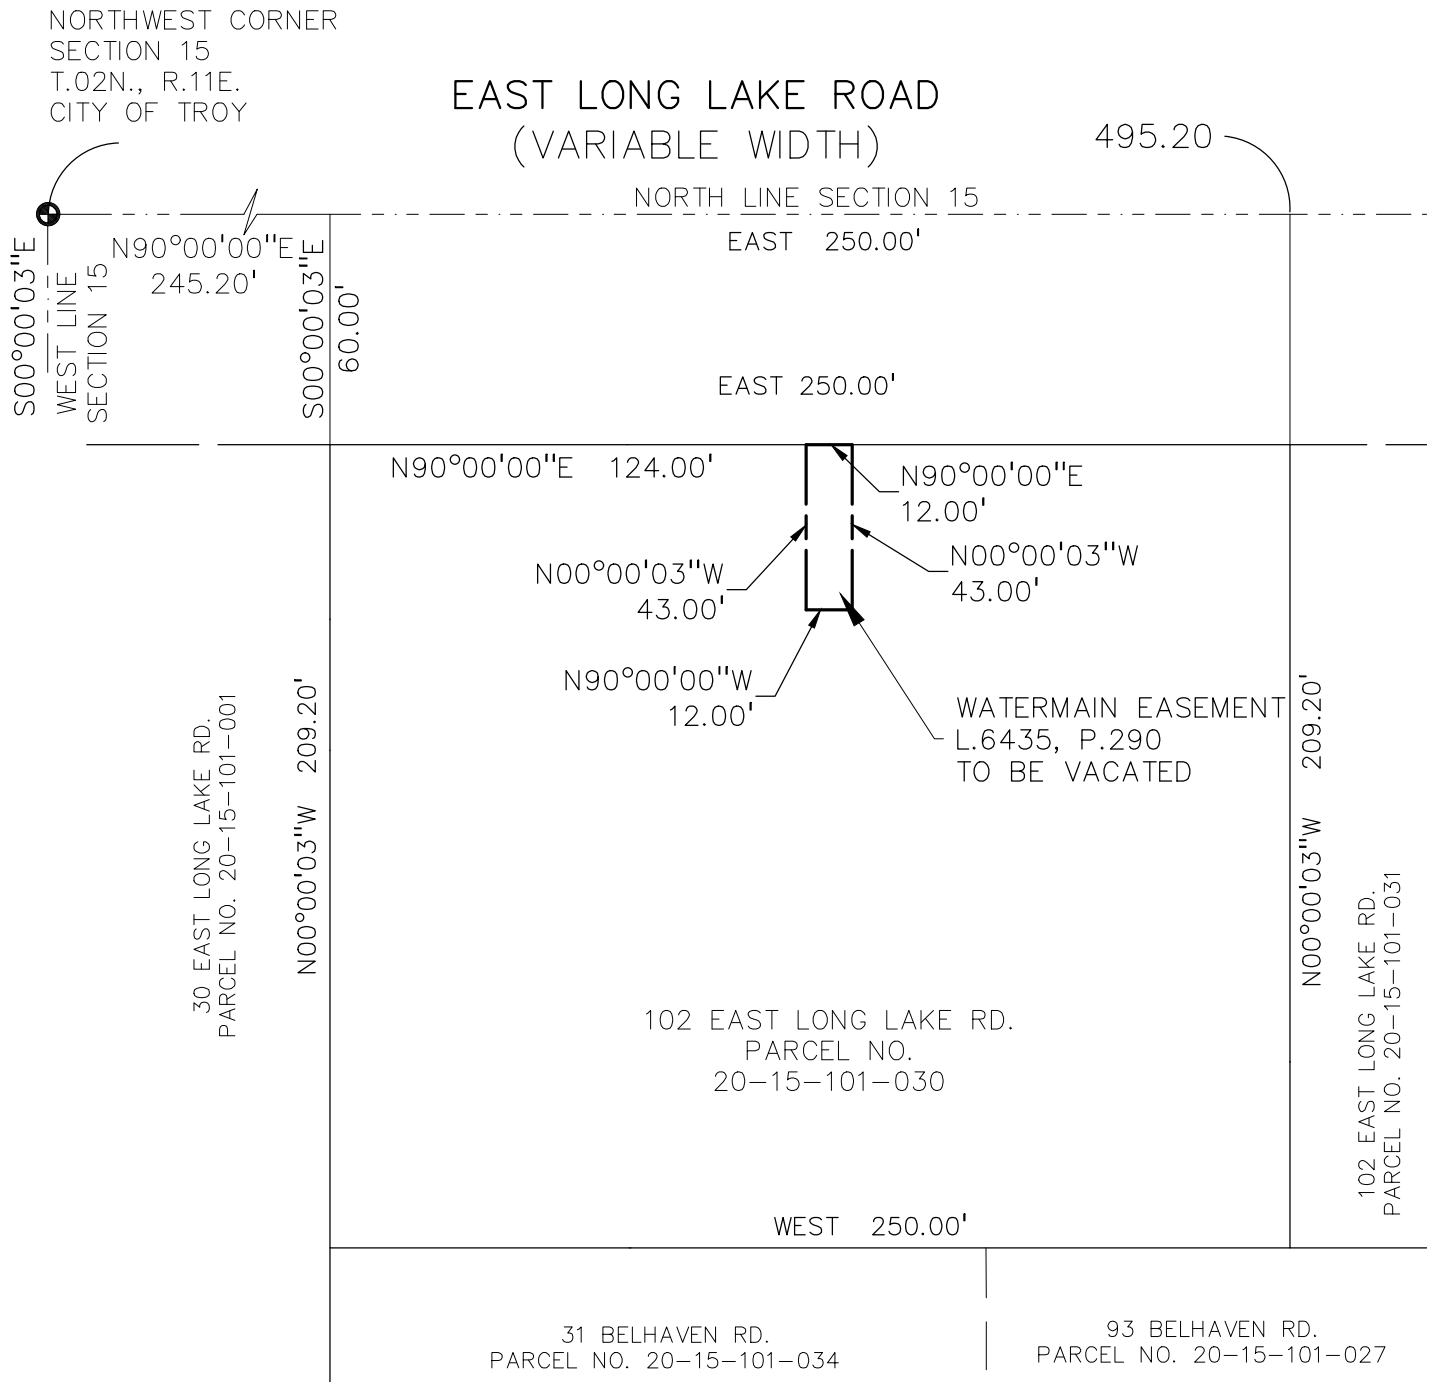 NORTHWEST CORNER
SECTION 15
T.02N., R.11E.
CITY OF TROY
EAST LONG LAKE ROAD
(VARIABLE WIDTH)
495.20
NORTH LINE SECTION 15
EAST 250.00'
N90°00'00"E
245.20'
S00°00'03"E
WEST LINE
SECTION 15
S00°00'03"E
60.00'
EAST 250.00'
N90°00'00"E 124.00'
N90°00'00"E
12.00'
N00°00'03"W
43.00'
N00°00'03"W
43.00'
N90°00'00"W
12.00'
WATERMAIN EASEMENT
L.6435, P.290
TO BE VACATED
30 EAST LONG LAKE RD.
PARCEL NO. 20-15-101-001
N00°00'03"W 209.20'
N00°00'03"W 209.20'
102 EAST LONG LAKE RD.
PARCEL NO. 20-15-101-031
102 EAST LONG LAKE RD.
PARCEL NO.
20-15-101-030
WEST 250.00'
31 BELHAVEN RD.
PARCEL NO. 20-15-101-034
93 BELHAVEN RD.
PARCEL NO. 20-15-101-027